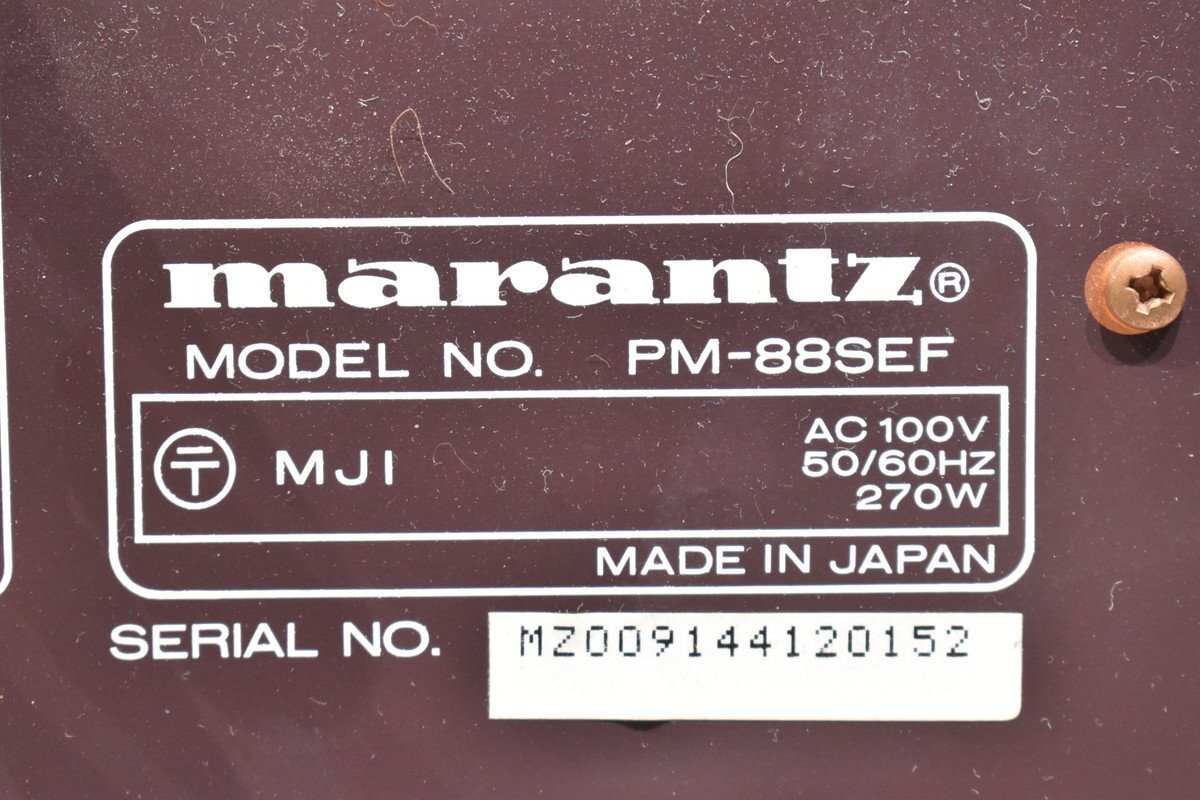 marantz®
MODEL NO. PM-88SEF
MJI
AC 100V
50/60HZ
270W
MADE IN JAPAN
SERIAL NO. MZ009144120152